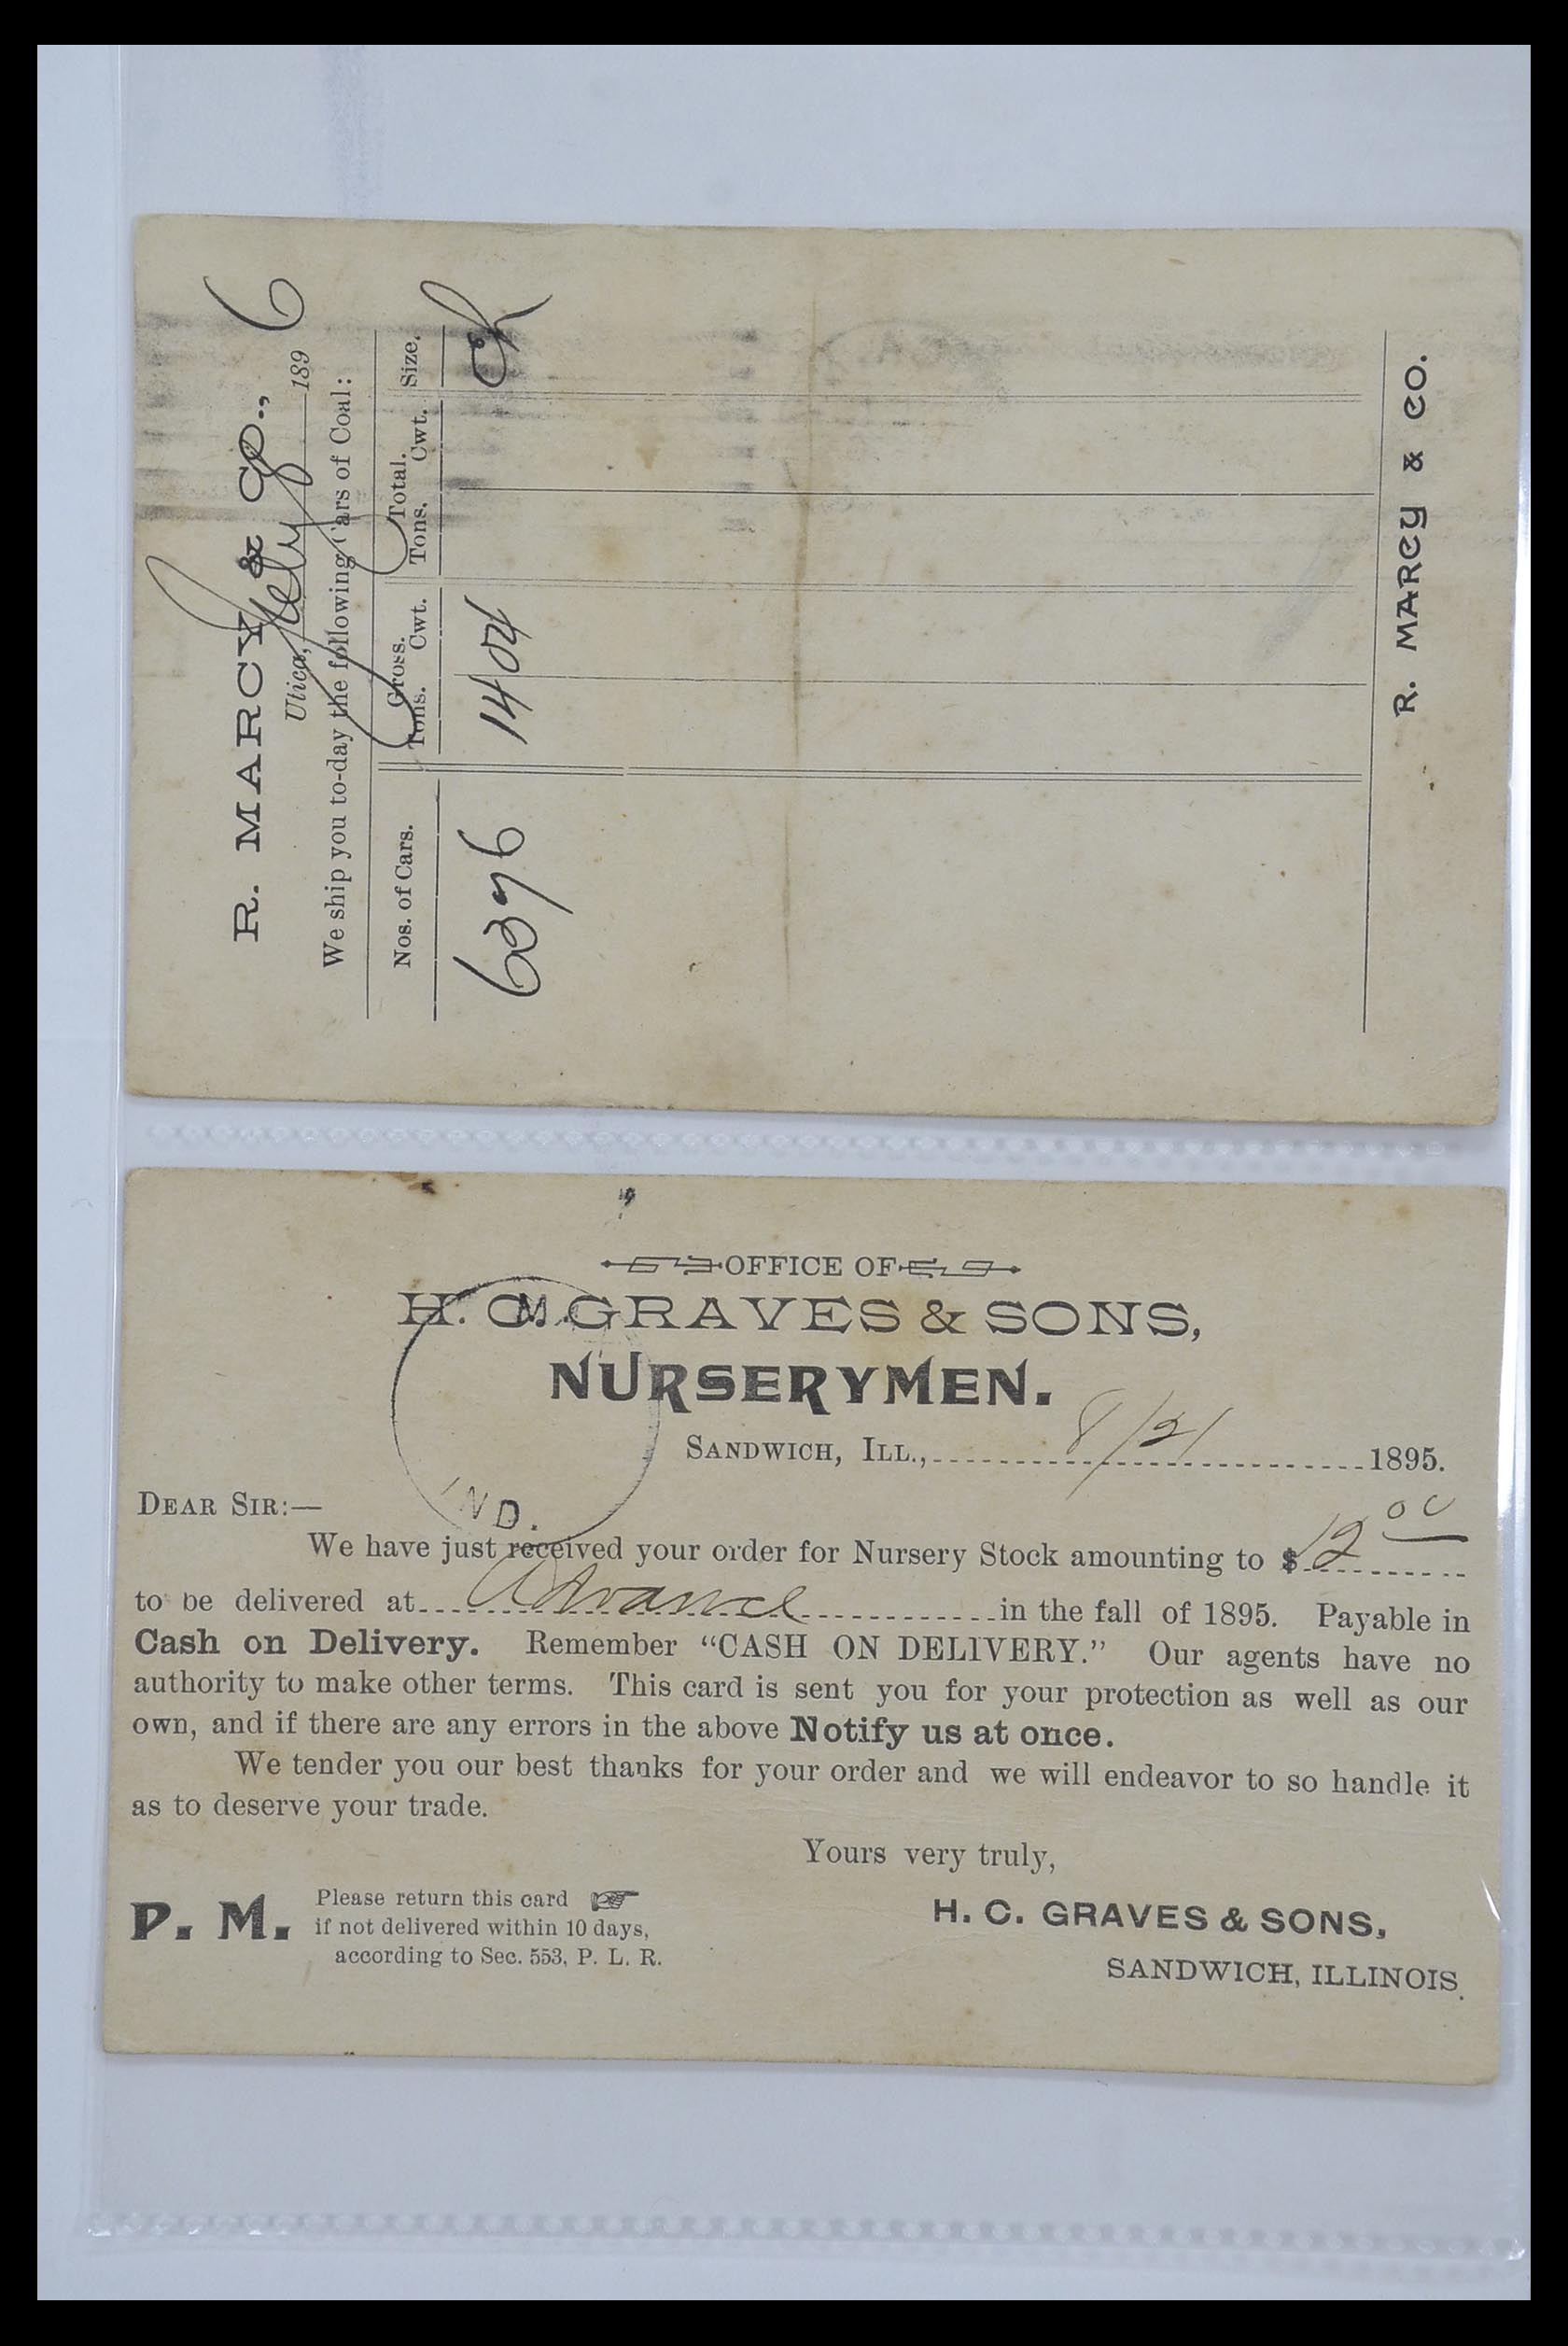 R. MARCY & CO.,
Utica, July 189 6
We ship you to-day the following Cars of Coal:
Nos. of Cars. Gross. Total. Size.
Tons. Cwt. Tons. Cwt.
6376 14 04 Ch
R. MARCY & CO.
OFFICE OF
H. C. GRAVES & SONS,
NURSERYMEN.
SANDWICH, ILL., 8/21 1895.
DEAR SIR:—
IND.
We have just received your order for Nursery Stock amounting to $12 00
to be delivered at Advance in the fall of 1895. Payable in
Cash on Delivery. Remember “CASH ON DELIVERY.” Our agents have no
authority to make other terms. This card is sent you for your protection as well as our
own, and if there are any errors in the above Notify us at once.
We tender you our best thanks for your order and we will endeavor to so handle it
as to deserve your trade.
Yours very truly,
H. C. GRAVES & SONS,
SANDWICH, ILLINOIS.
P. M. Please return this card
if not delivered within 10 days,
according to Sec. 553, P. L. R.